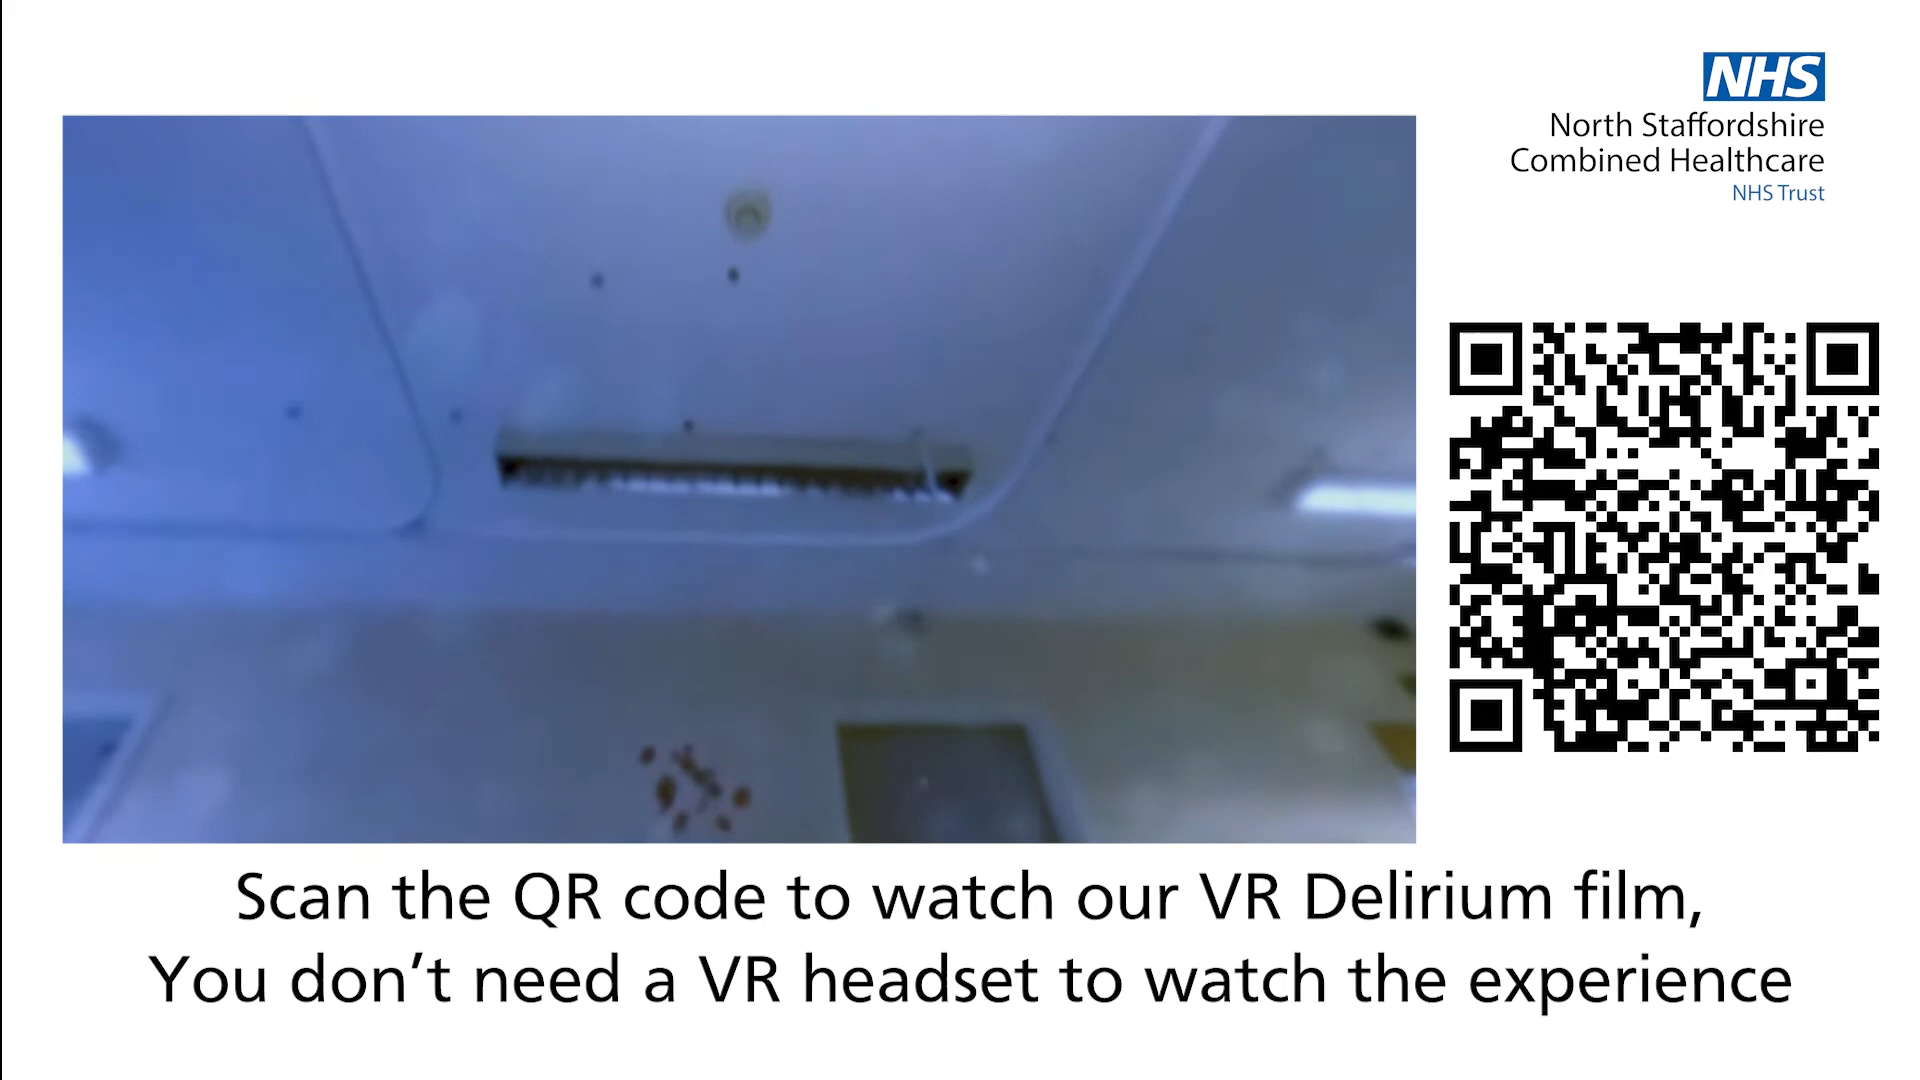 NHS
North Staffordshire
Combined Healthcare
NHS Trust
Scan the QR code to watch our VR Delirium film,
You don’t need a VR headset to watch the experience